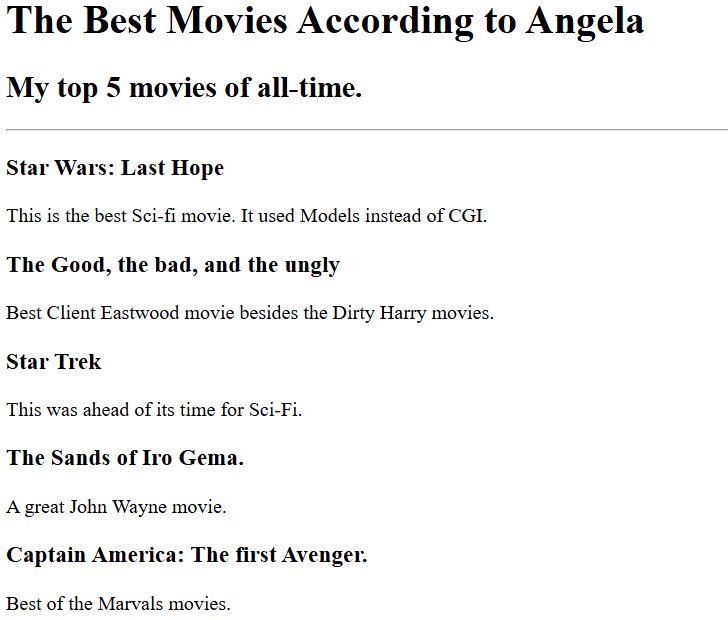 The Best Movies According to Angela
My top 5 movies of all-time.
Star Wars: Last Hope
This is the best Sci-fi movie. It used Models instead of CGI.
The Good, the bad, and the ungly
Best Client Eastwood movie besides the Dirty Harry movies.
Star Trek
This was ahead of its time for Sci-Fi.
The Sands of Iro Gema.
A great John Wayne movie.
Captain America: The first Avenger.
Best of the Marvals movies.